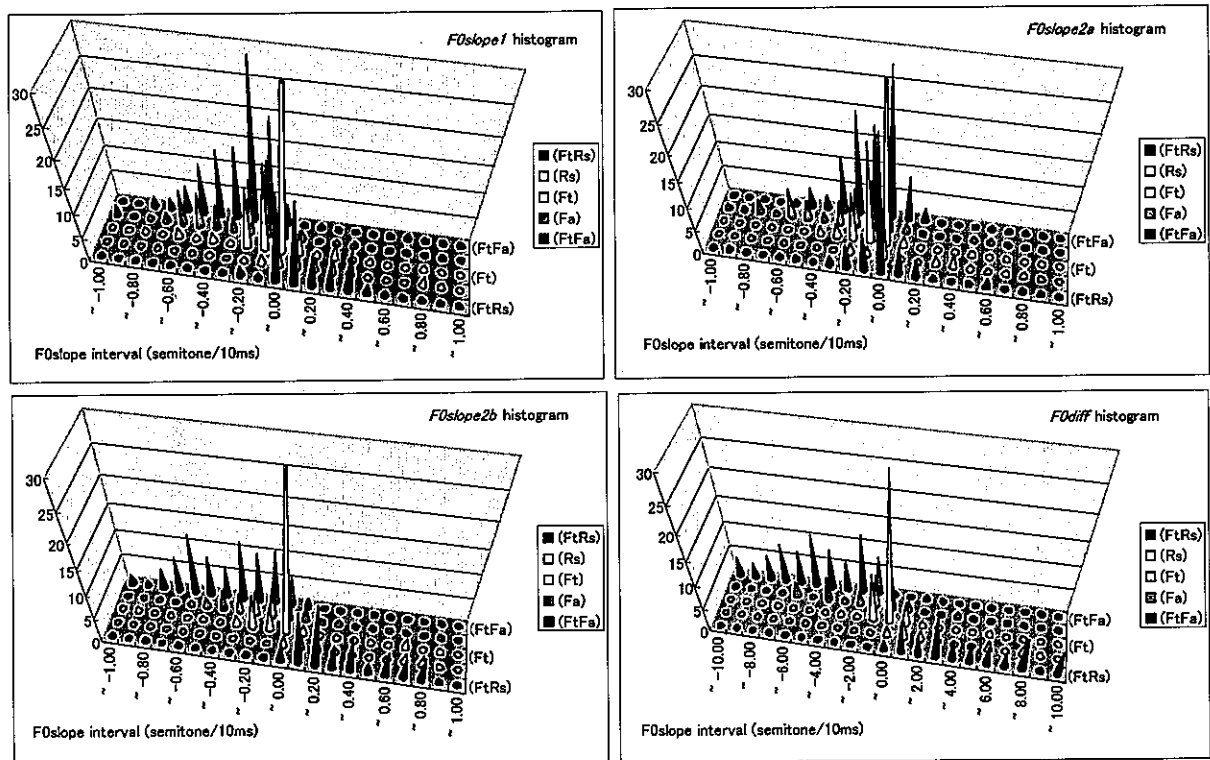 F0slope1 histogram
30
25
20
15
10
5
0
■ (FtRs)
□ (Rs)
□ (Ft)
■ (Fa)
■ (FtFa)
(FtFa)
(Ft)
(FtRs)
~ -1.00
~ -0.80
~ -0.60
~ -0.40
~ -0.20
~ 0.00
~ 0.20
~ 0.40
~ 0.60
~ 0.80
~ 1.00
F0slope interval (semitone/10ms)
F0slope2a histogram
30
25
20
15
10
5
0
■ (FtRs)
□ (Rs)
□ (Ft)
■ (Fa)
■ (FtFa)
(FtFa)
(Ft)
(FtRs)
~ -1.00
~ -0.80
~ -0.60
~ -0.40
~ -0.20
~ 0.00
~ 0.20
~ 0.40
~ 0.60
~ 0.80
~ 1.00
F0slope interval (semitone/10ms)
F0slope2b histogram
30
25
20
15
10
5
0
■ (FtRs)
□ (Rs)
□ (Ft)
■ (Fa)
■ (FtFa)
(FtFa)
(Ft)
(FtRs)
~ -1.00
~ -0.80
~ -0.60
~ -0.40
~ -0.20
~ 0.00
~ 0.20
~ 0.40
~ 0.60
~ 0.80
~ 1.00
F0slope interval (semitone/10ms)
F0diff histogram
30
25
20
15
10
5
0
■ (FtRs)
□ (Rs)
□ (Ft)
■ (Fa)
■ (FtFa)
(FtFa)
(Ft)
(FtRs)
~ -10.00
~ -8.00
~ -6.00
~ -4.00
~ -2.00
~ 0.00
~ 2.00
~ 4.00
~ 6.00
~ 8.00
~ 10.00
F0slope interval (semitone/10ms)